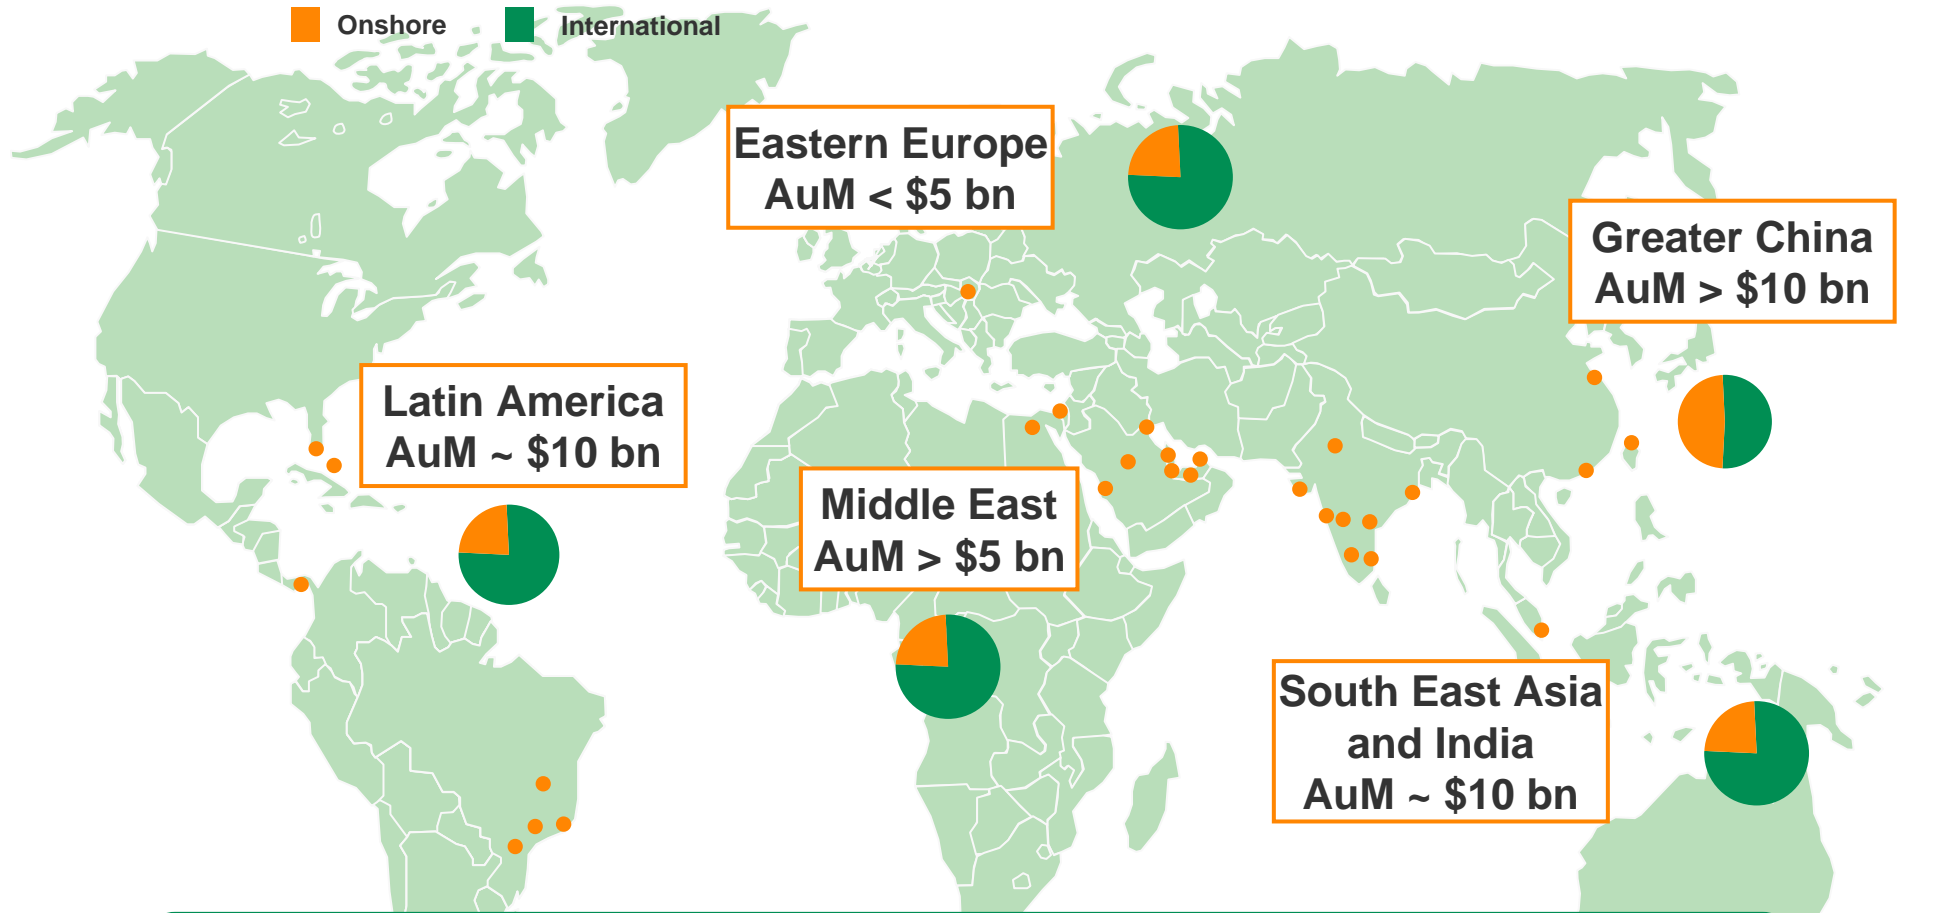 Onshore
International
Eastern Europe
AuM < $5 bn
Greater China
AuM > $10 bn
Latin America
AuM ~ $10 bn
Middle East
AuM > $5 bn
South East Asia
and India
AuM ~ $10 bn